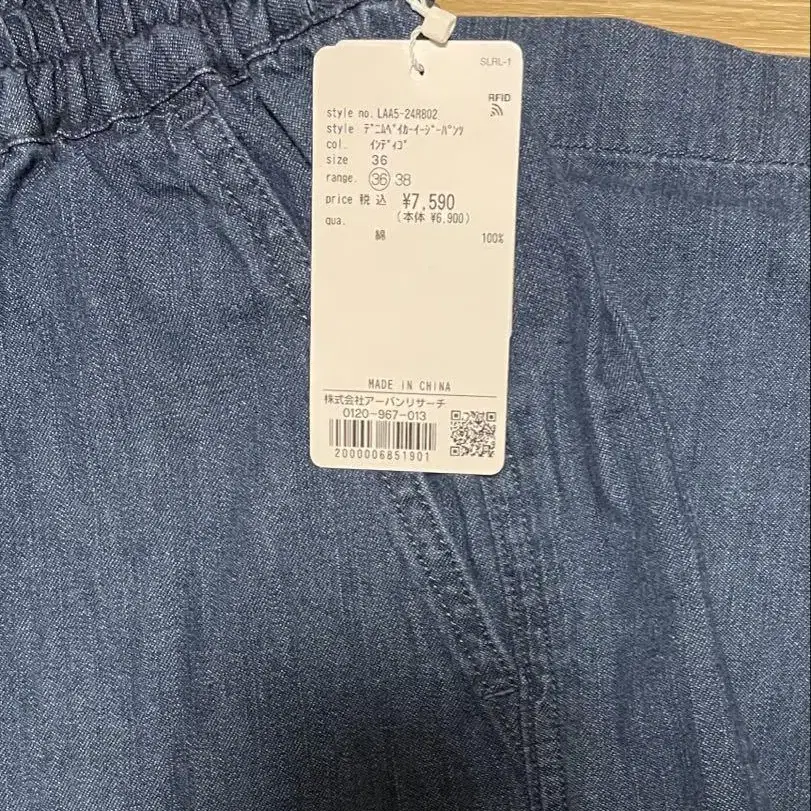 SLRL-1
RFID
style no. LAA5-24RB02
style ﾃﾞﾆﾑﾍﾞｲｶｰｲｰｼﾞｰﾊﾟﾝﾂ
col. ｲﾝﾃﾞｨｺﾞ
size 36
range. 36 38
price 税込 ¥7,590
(本体 ¥6,900)
qua.
綿 100%
MADE IN CHINA
株式会社アーバンリサーチ
0120-967-013
2000006851901